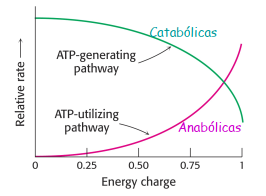 Catabólicas
ATP-generating
pathway
Relative rate
ATP-utilizing
pathway
Anabólicas
0 0.25 0.50 0.75 1
Energy charge